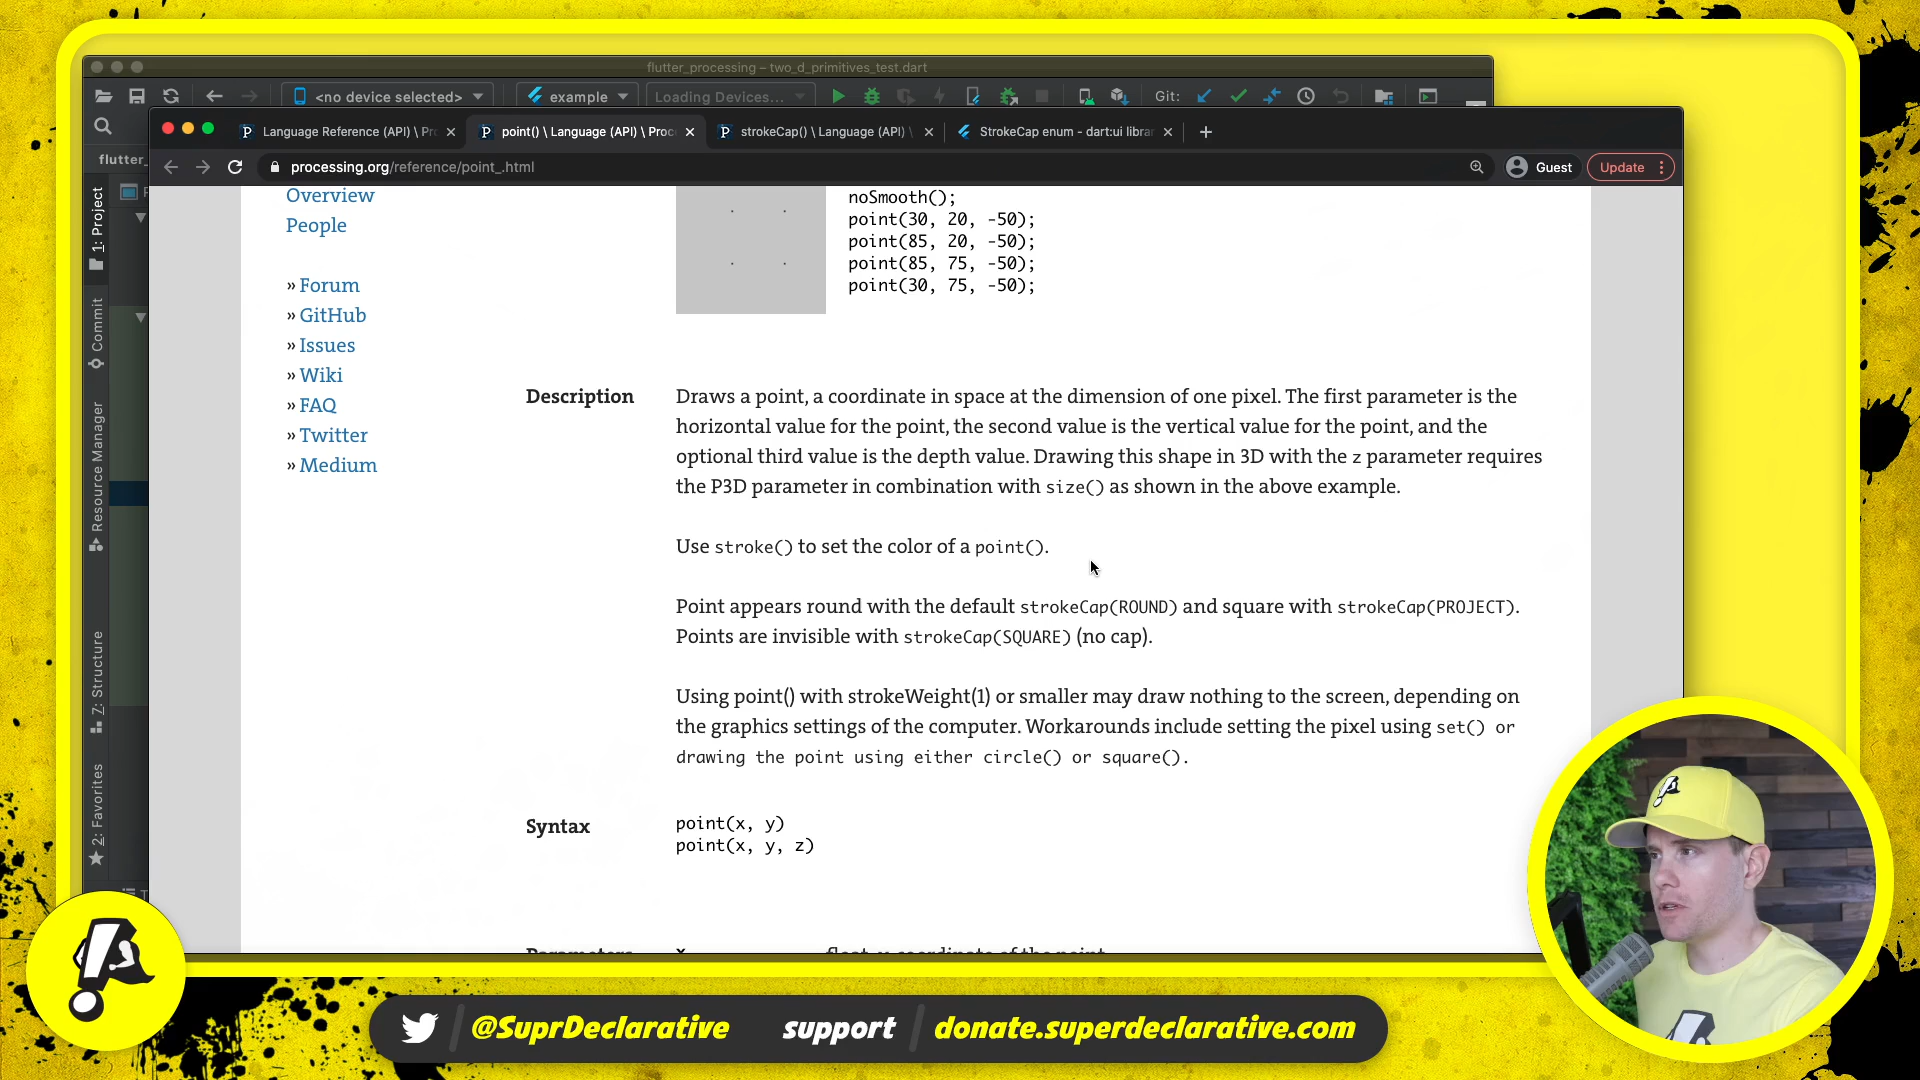 flutter_processing – two_d_primitives_test.dart
<no device selected>
example
Loading Devices...
Git:
Language Reference (API) \ Pro
point() \ Language (API) \ Proc
strokeCap() \ Language (API) \
StrokeCap enum - dart:ui librar
processing.org/reference/point_.html
Guest
Update
flutter_
1: Project
Commit
Resource Manager
7: Structure
2: Favorites
Overview
People
» Forum
» GitHub
» Issues
» Wiki
» FAQ
» Twitter
» Medium
noSmooth();
point(30, 20, -50);
point(85, 20, -50);
point(85, 75, -50);
point(30, 75, -50);
Description
Draws a point, a coordinate in space at the dimension of one pixel. The first parameter is the
horizontal value for the point, the second value is the vertical value for the point, and the
optional third value is the depth value. Drawing this shape in 3D with the z parameter requires
the P3D parameter in combination with size() as shown in the above example.
Use stroke() to set the color of a point().
Point appears round with the default strokeCap(ROUND) and square with strokeCap(PROJECT).
Points are invisible with strokeCap(SQUARE) (no cap).
Using point() with strokeWeight(1) or smaller may draw nothing to the screen, depending on
the graphics settings of the computer. Workarounds include setting the pixel using set() or
drawing the point using either circle() or square().
Syntax
point(x, y)
point(x, y, z)
Parameters
x
float: x-coordinate of the point
@SuprDeclarative
support
donate.superdeclarative.com